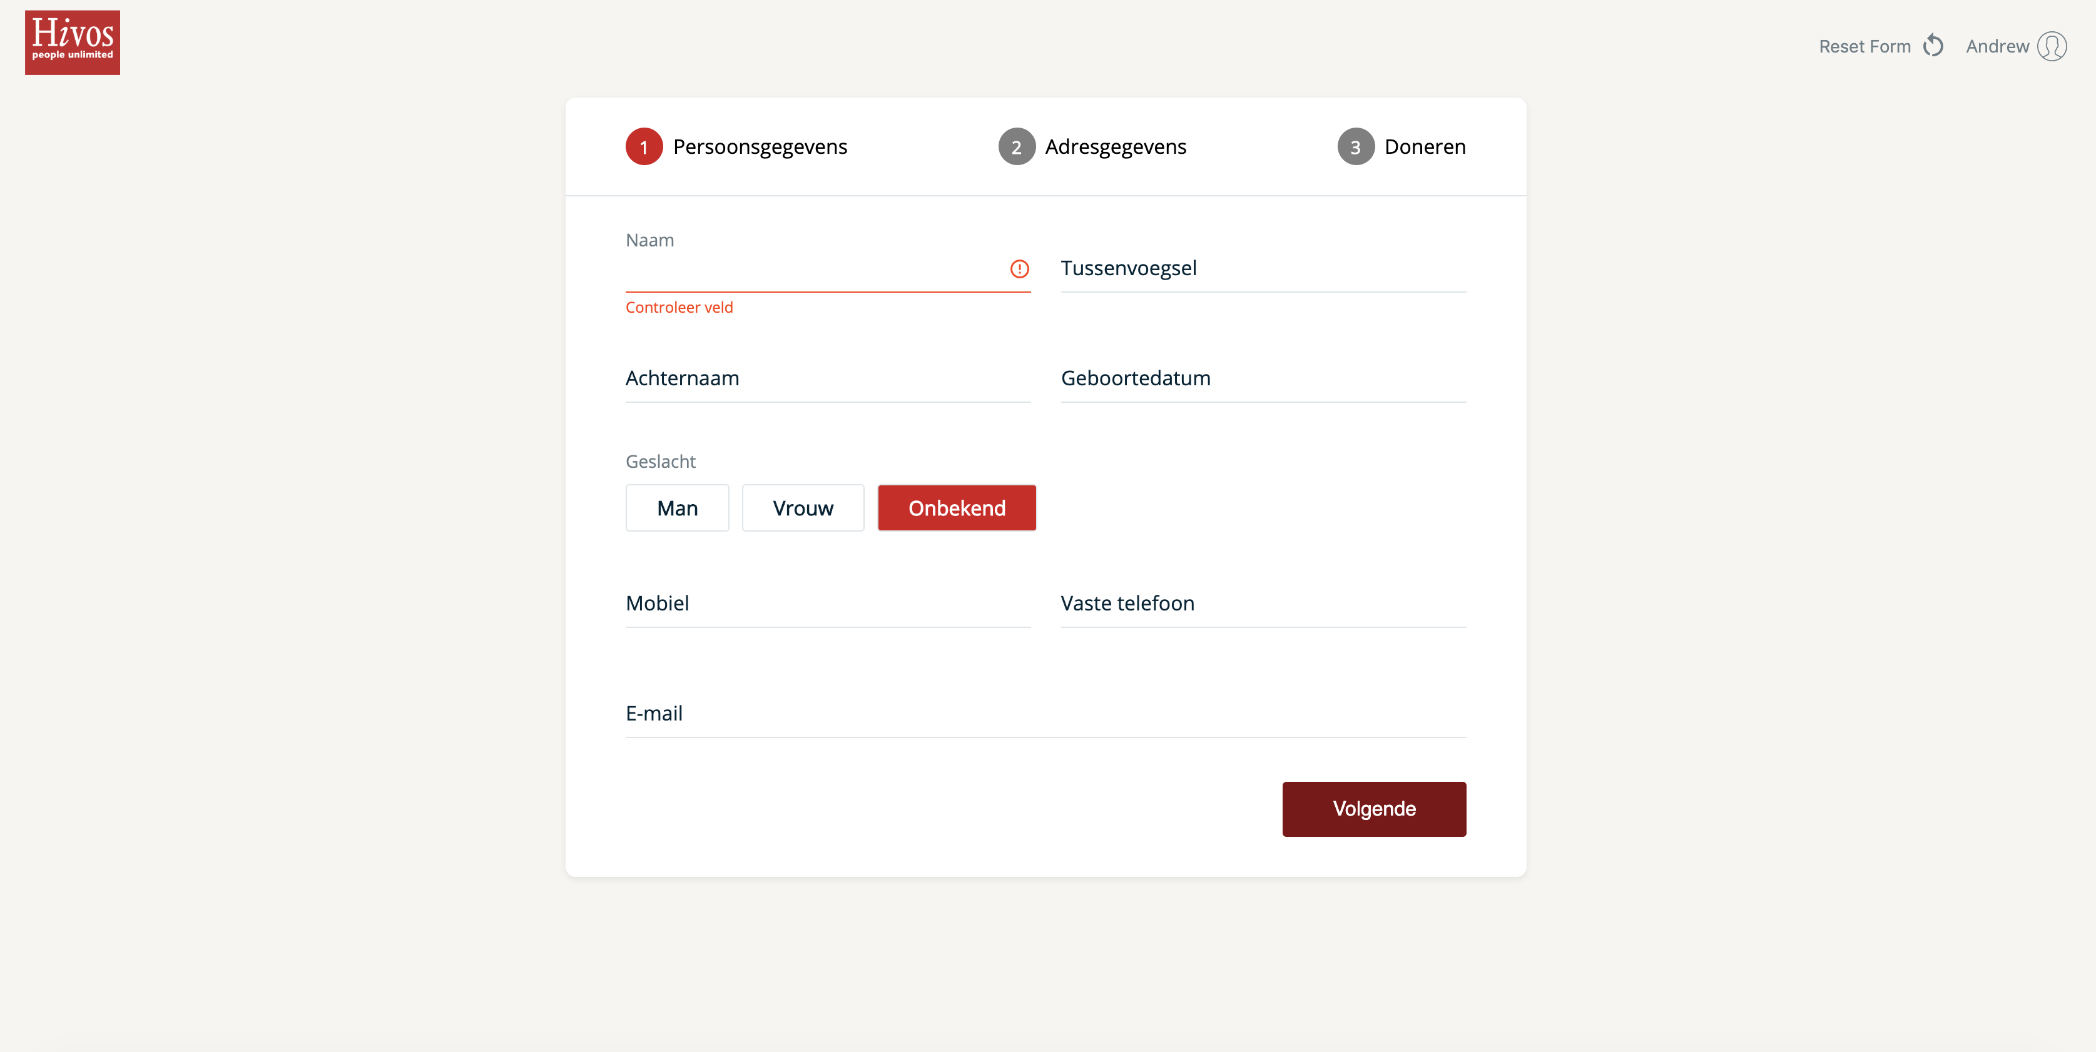 Hivos
people unlimited
Reset Form
Andrew
1 Persoonsgegevens
2 Adresgegevens
3 Doneren
Naam
Controleer veld
Tussenvoegsel
Achternaam
Geboortedatum
Geslacht
Man
Vrouw
Onbekend
Mobiel
Vaste telefoon
E-mail
Volgende